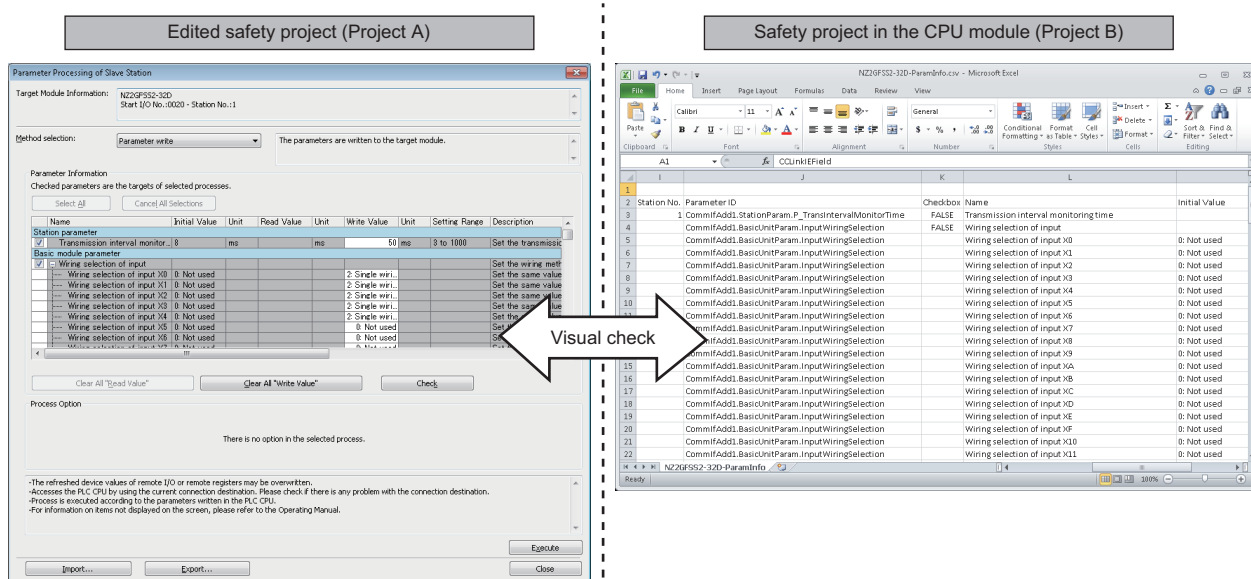 Edited safety project (Project A)
Safety project in the CPU module (Project B)
Parameter Processing of Slave Station
Target Module Information:
NZ2GFSS2-32D
Start I/O No.:0020 - Station No.:1
Method selection:
Parameter write
The parameters are written to the target module.
Parameter Information
Checked parameters are the targets of selected processes.
Select All
Cancel All Selections
Name Initial Value Unit Read Value Unit Write Value Unit Setting Range Description
Station parameter
Transmission interval monitor... 8 ms ms 50 ms 3 to 1000 Set the transmissic
Basic module parameter
Wiring selection of input Set the wiring meth
Wiring selection of input X0 0: Not used 2: Single wiri... Set the same value
Wiring selection of input X1 0: Not used 2: Single wiri... Set the same value
Wiring selection of input X2 0: Not used 2: Single wiri... Set the same value
Wiring selection of input X3 0: Not used 2: Single wiri... Set the same value
Wiring selection of input X4 0: Not used 2: Single wiri... Set the
Wiring selection of input X5 0: Not used 0: Not used
Wiring selection of input X6 0: Not used 0: Not used
Clear All "Read Value"
Clear All "Write Value"
Check
Process Option
There is no option in the selected process.
-The refreshed device values of remote I/O or remote registers may be overwritten.
-Accesses the PLC CPU by using the current connection destination. Please check if there is any problem with the connection destination.
-Process is executed according to the parameters written in the PLC CPU.
-For information on items not displayed on the screen, please refer to the Operating Manual.
Execute
Import...
Export...
Close
Visual check
NZ2GFSS2-32D-ParamInfo.csv - Microsoft Excel
File Home Insert Page Layout Formulas Data Review View
Paste
Calibri 11
General
Conditional Formatting
Format as Table
Cell Styles
Insert
Delete
Format
Sort & Filter
Find & Select
Clipboard Font Alignment Number Styles Cells Editing
A1 fx CCLinkIEField
I J K L
1
2 Station No. Parameter ID Checkbox Name Initial Value
3 1 CommIfAdd1.StationParam.P_TransIntervalMonitorTime FALSE Transmission interval monitoring time
4 CommIfAdd1.BasicUnitParam.InputWiringSelection FALSE Wiring selection of input
5 CommIfAdd1.BasicUnitParam.InputWiringSelection Wiring selection of input X0 0: Not used
6 CommIfAdd1.BasicUnitParam.InputWiringSelection Wiring selection of input X1 0: Not used
7 CommIfAdd1.BasicUnitParam.InputWiringSelection Wiring selection of input X2 0: Not used
8 CommIfAdd1.BasicUnitParam.InputWiringSelection Wiring selection of input X3 0: Not used
9 CommIfAdd1.BasicUnitParam.InputWiringSelection Wiring selection of input X4 0: Not used
10 CommIfAdd1.BasicUnitParam.InputWiringSelection Wiring selection of input X5 0: Not used
CommIfAdd1.BasicUnitParam.InputWiringSelection Wiring selection of input X6 0: Not used
CommIfAdd1.BasicUnitParam.InputWiringSelection Wiring selection of input X7 0: Not used
CommIfAdd1.BasicUnitParam.InputWiringSelection Wiring selection of input X8 0: Not used
CommIfAdd1.BasicUnitParam.InputWiringSelection Wiring selection of input X9 0: Not used
15 CommIfAdd1.BasicUnitParam.InputWiringSelection Wiring selection of input XA 0: Not used
16 CommIfAdd1.BasicUnitParam.InputWiringSelection Wiring selection of input XB 0: Not used
17 CommIfAdd1.BasicUnitParam.InputWiringSelection Wiring selection of input XC 0: Not used
18 CommIfAdd1.BasicUnitParam.InputWiringSelection Wiring selection of input XD 0: Not used
19 CommIfAdd1.BasicUnitParam.InputWiringSelection Wiring selection of input XE 0: Not used
20 CommIfAdd1.BasicUnitParam.InputWiringSelection Wiring selection of input XF 0: Not used
21 CommIfAdd1.BasicUnitParam.InputWiringSelection Wiring selection of input X10 0: Not used
22 CommIfAdd1.BasicUnitParam.InputWiringSelection Wiring selection of input X11 0: Not used
NZ2GFSS2-32D-ParamInfo
Ready 100%